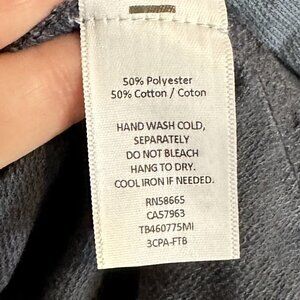 50% Polyester
50% Cotton / Coton
HAND WASH COLD,
SEPARATELY
DO NOT BLEACH
HANG TO DRY.
COOL IRON IF NEEDED.
RN58665
CA57963
TB460775MI
3CPA-FTB